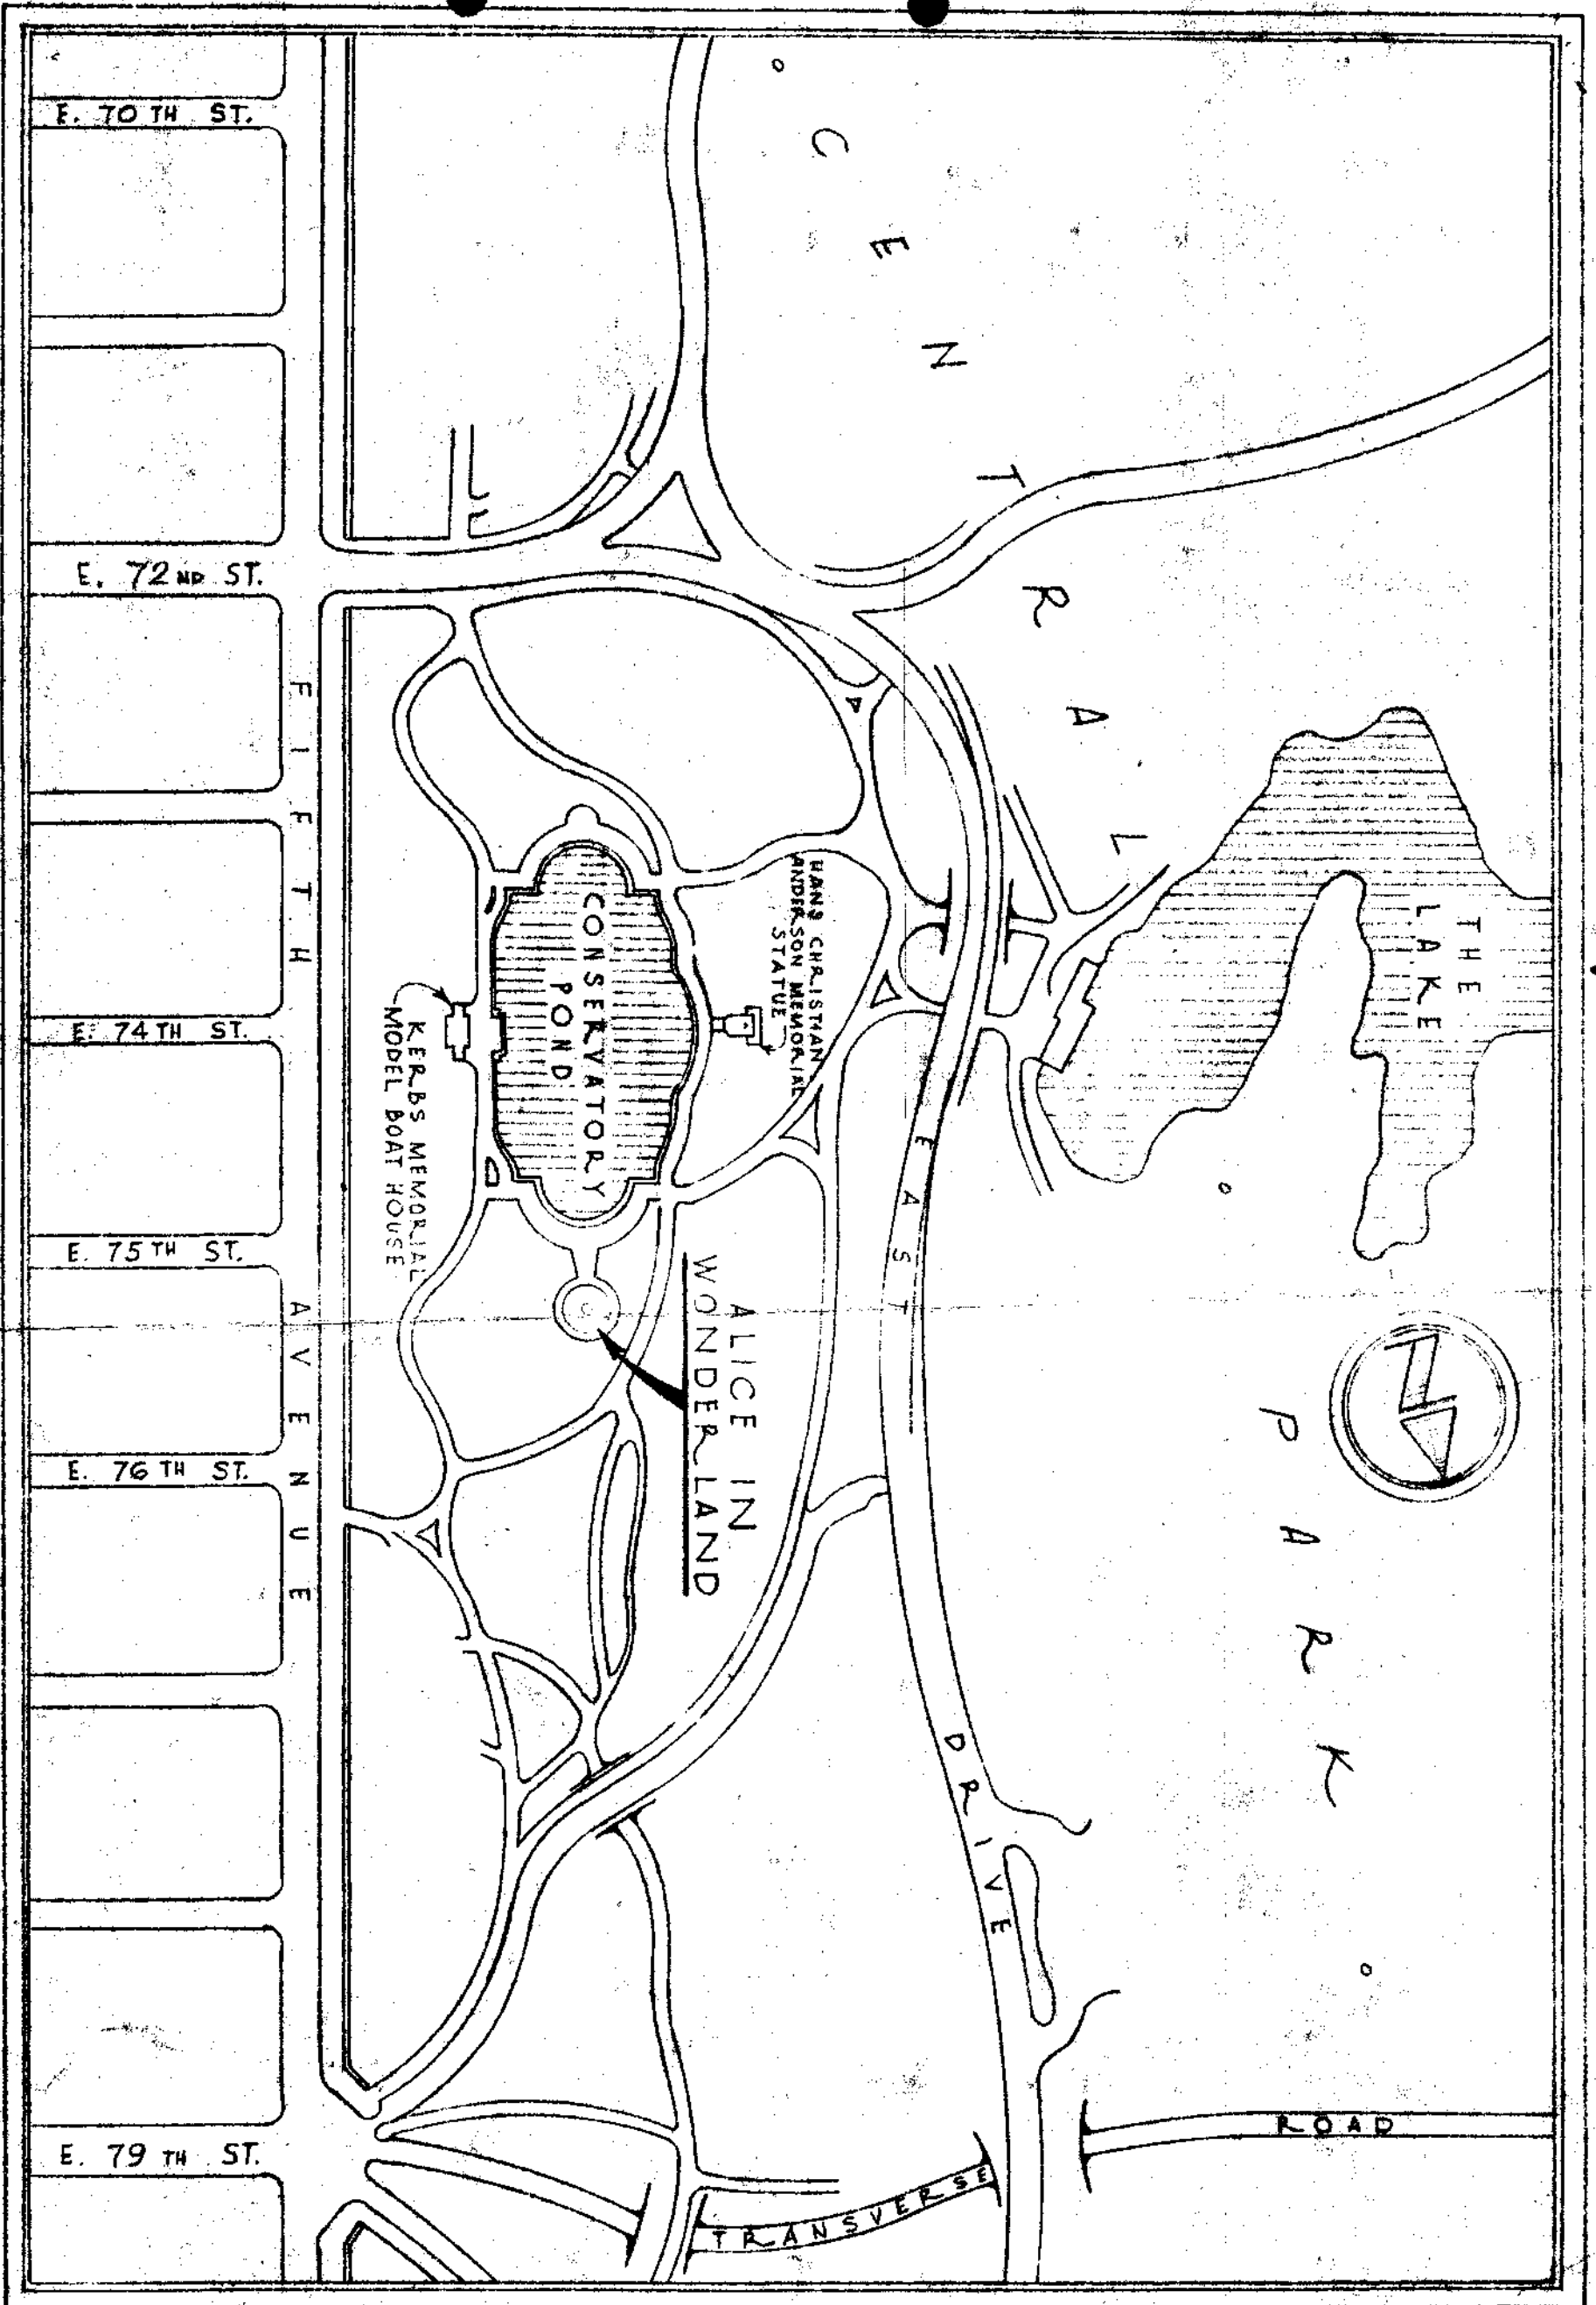 E. 70TH ST.
E. 72ND ST.
E. 74TH ST.
E. 75TH ST.
E. 76TH ST.
E. 79TH ST.
FIFTH AVENUE
CENTRAL PARK
THE
LAKE
HANS CHRISTIAN
ANDERSON MEMORIAL
STATUE
CONSERVATORY
POND
KERBS MEMORIAL
MODEL BOAT HOUSE
ALICE IN
WONDERLAND
EAST DRIVE
TRANSVERSE ROAD
N